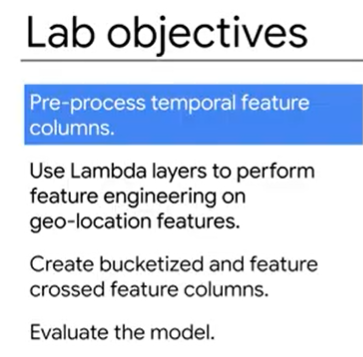 Lab objectives
Pre-process temporal feature
columns.
Use Lambda layers to perform
feature engineering on
geo-location features.
Create bucketized and feature
crossed feature columns.
Evaluate the model.